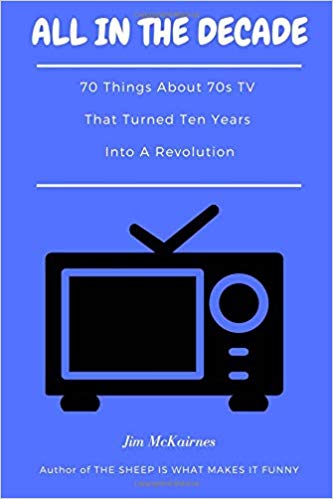 ALL IN THE DECADE
70 Things About 70s TV
That Turned Ten Years
Into A Revolution
Jim McKairnes
Author of THE SHEEP IS WHAT MAKES IT FUNNY